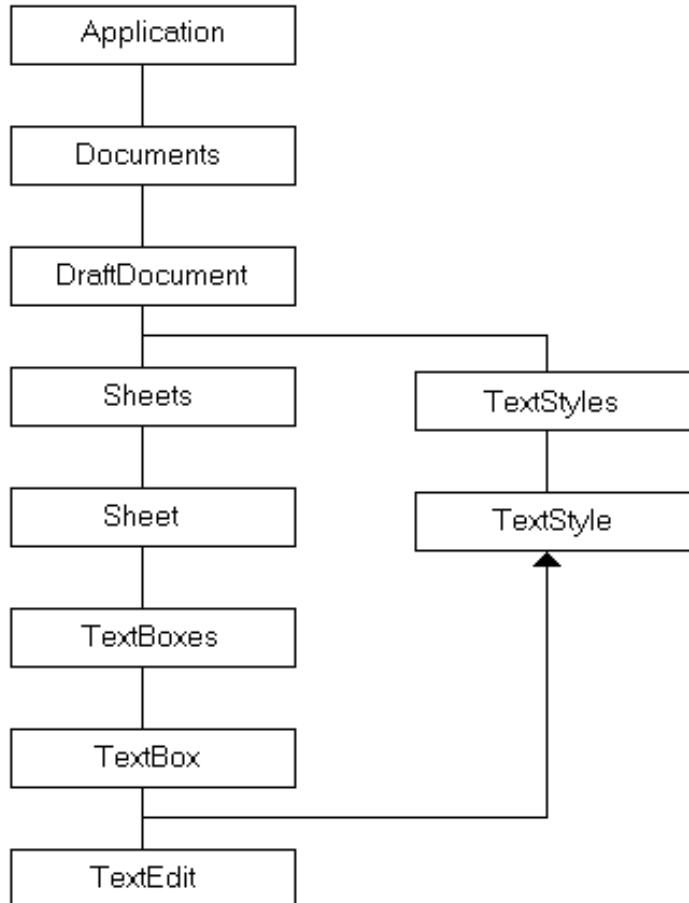 Application
Documents
DraftDocument
Sheets
TextStyles
Sheet
TextStyle
TextBoxes
TextBox
TextEdit